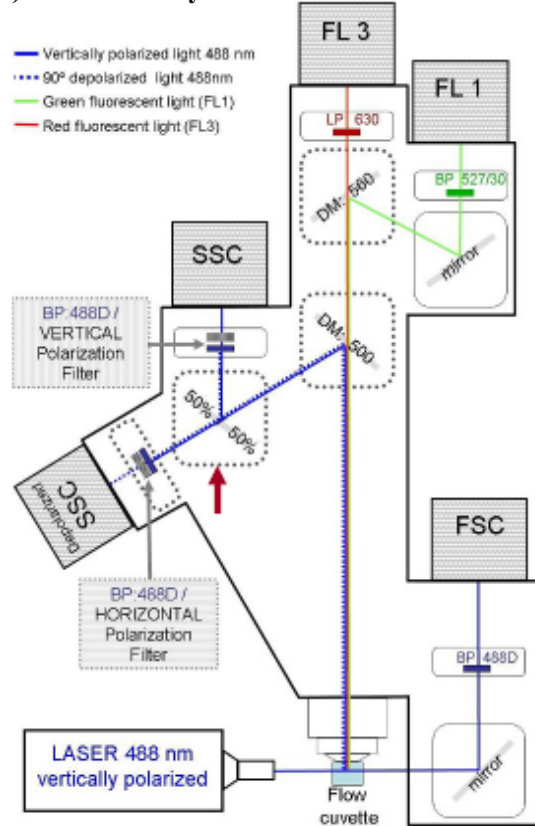 Vertically polarized light 488 nm
90º depolarized light 488nm
Green fluorescent light (FL1)
Red fluorescent light (FL3)
FL 3
FL 1
LP 630
BP 527/30
DM: 560
mirror
SSC
BP:488D /
VERTICAL
Polarization
Filter
DM: 500
50%
50%
SSC
Depolarized
FSC
BP:488D /
HORIZONTAL
Polarization
Filter
BP 488D
LASER 488 nm
vertically polarized
mirror
Flow
cuvette